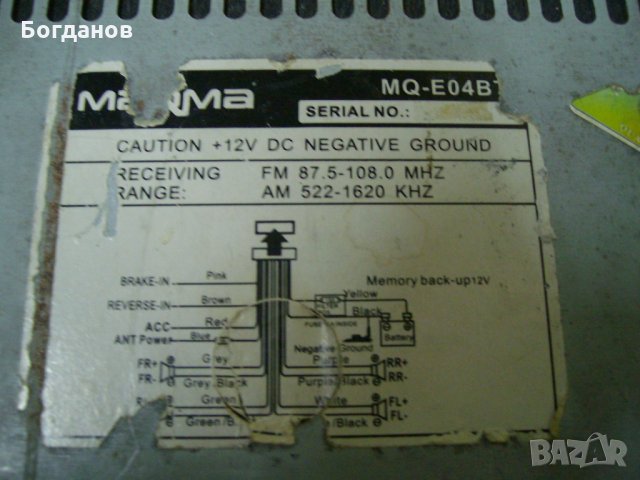 Богданов
MQ-E04B
SERIAL NO.:
CAUTION +12V DC NEGATIVE GROUND
RECEIVING FM 87.5-108.0 MHZ
RANGE: AM 522-1620 KHZ
BRAKE-IN Pink
Memory back-up12V
REVERSE-IN Brown
Yellow
ACC Red
Black
FUSE INSIDE
Battery
ANT Power Blue
Negative Ground
FR+ Grey Purple RR+
FR- Grey/Black Purple/Black RR-
Green White FL+
Green/B /Black FL-
BAZAR